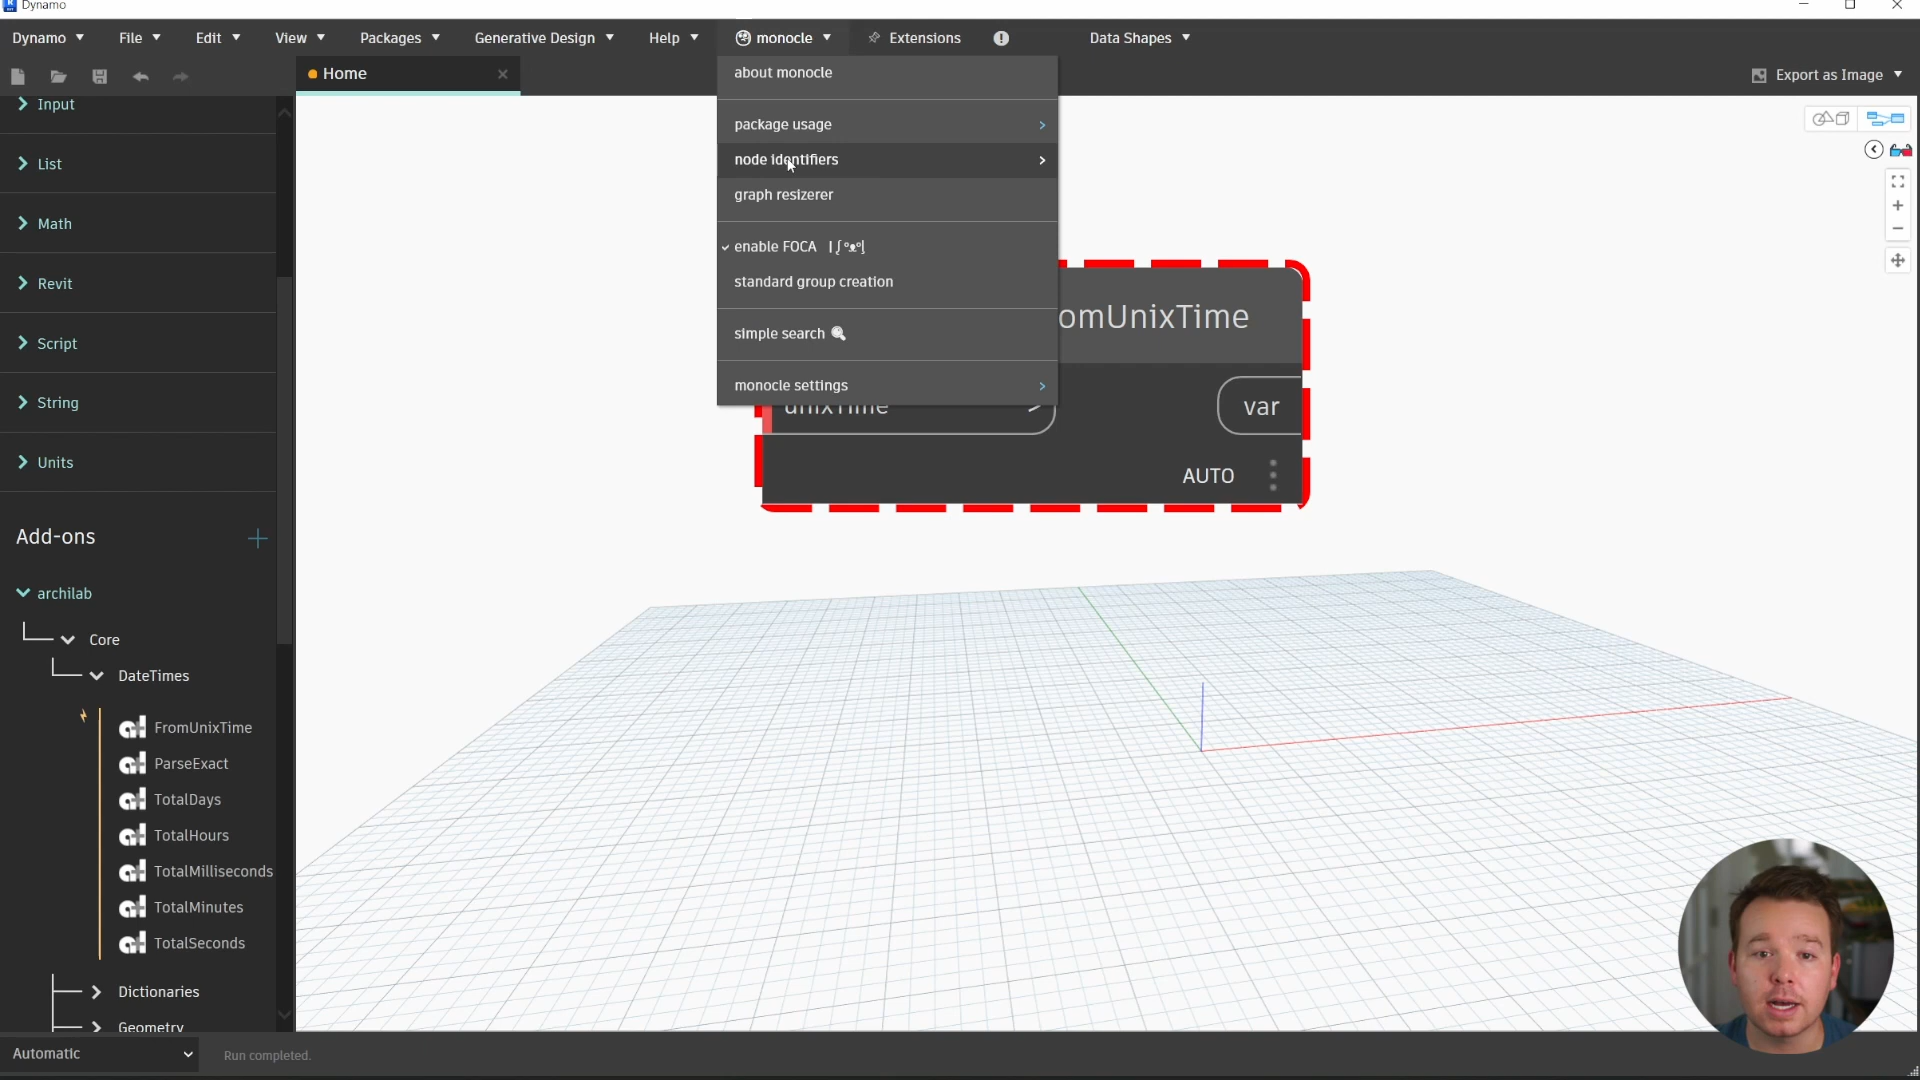 Dynamo
Dynamo File Edit View Packages Generative Design Help monocle Extensions Data Shapes
Home
Export as Image
Input
List
Math
Revit
Script
String
Units
Add-ons
archilab
Core
DateTimes
FromUnixTime
ParseExact
TotalDays
TotalHours
TotalMilliseconds
TotalMinutes
TotalSeconds
Dictionaries
Geometry
about monocle
package usage
node identifiers
graph resizerer
enable FOCA
standard group creation
simple search
monocle settings
omUnixTime
unixTime >
var
AUTO
Automatic
Run completed.